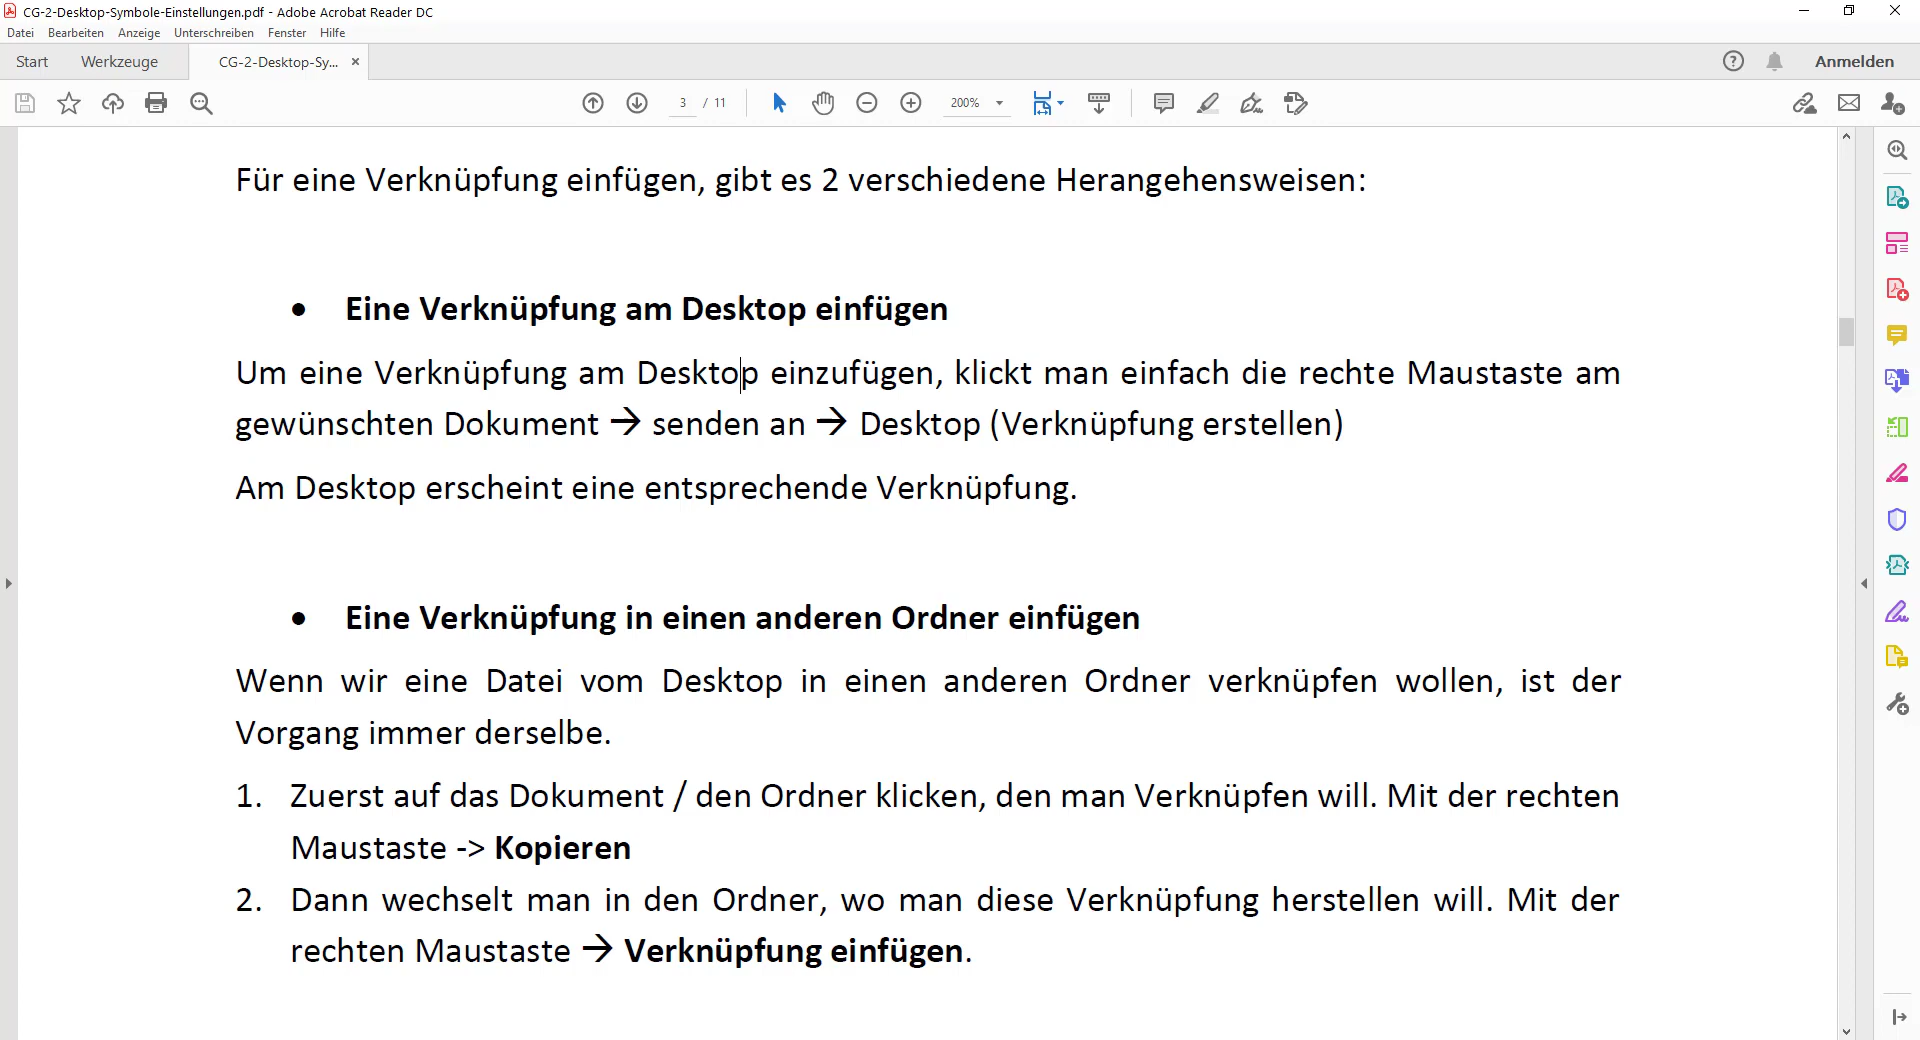 CG-2-Desktop-Symbole-Einstellungen.pdf - Adobe Acrobat Reader DC
Datei Bearbeiten Anzeige Unterschreiben Fenster Hilfe
Start Werkzeuge CG-2-Desktop-Sy... × Anmelden
3 / 11 200%
Für eine Verknüpfung einfügen, gibt es 2 verschiedene Herangehensweisen:
• Eine Verknüpfung am Desktop einfügen
Um eine Verknüpfung am Desktop einzufügen, klickt man einfach die rechte Maustaste am
gewünschten Dokument → senden an → Desktop (Verknüpfung erstellen)
Am Desktop erscheint eine entsprechende Verknüpfung.
• Eine Verknüpfung in einen anderen Ordner einfügen
Wenn wir eine Datei vom Desktop in einen anderen Ordner verknüpfen wollen, ist der
Vorgang immer derselbe.
1. Zuerst auf das Dokument / den Ordner klicken, den man Verknüpfen will. Mit der rechten
Maustaste -> Kopieren
2. Dann wechselt man in den Ordner, wo man diese Verknüpfung herstellen will. Mit der
rechten Maustaste → Verknüpfung einfügen.